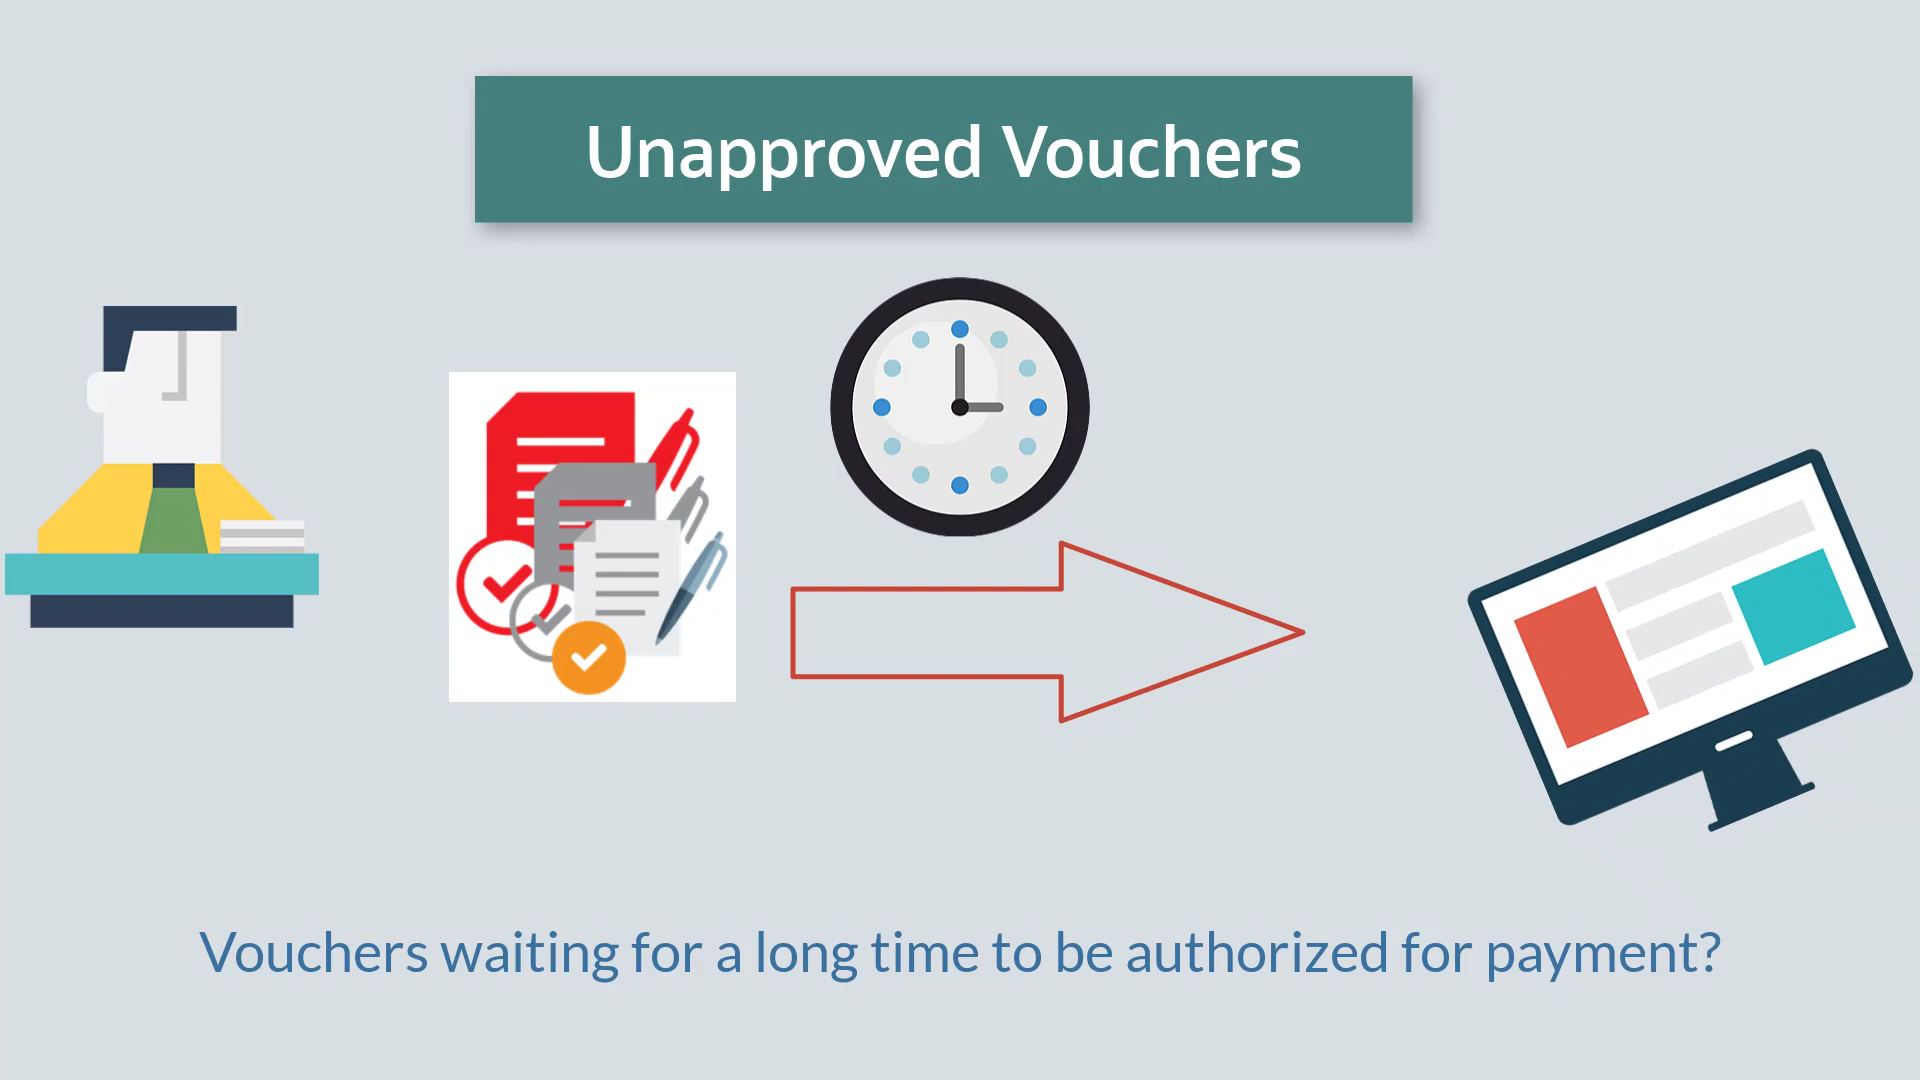 Unapproved Vouchers
Vouchers waiting for a long time to be authorized for payment?